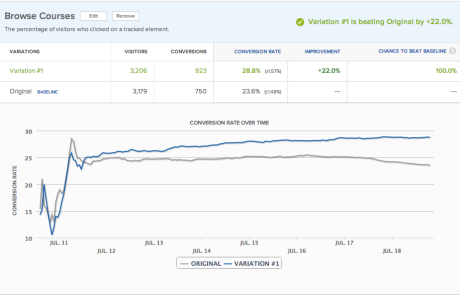 Browse Courses Edit Remove
The percentage of visitors who clicked on a tracked element.
Variation #1 is beating Original by +22.0%.
VARIATIONS VISITORS CONVERSIONS CONVERSION RATE IMPROVEMENT CHANCE TO BEAT BASELINE ?
Variation #1 3,206 923 28.8% (±1.57%) +22.0% 100.0%
Original BASELINE 3,179 750 23.6% (±1.48%) — —
CONVERSION RATE OVER TIME
CONVERSION RATE
30
25
20
15
10
JUL. 11 JUL. 12 JUL. 13 JUL. 14 JUL. 15 JUL. 16 JUL. 17 JUL. 18
ORIGINAL VARIATION #1